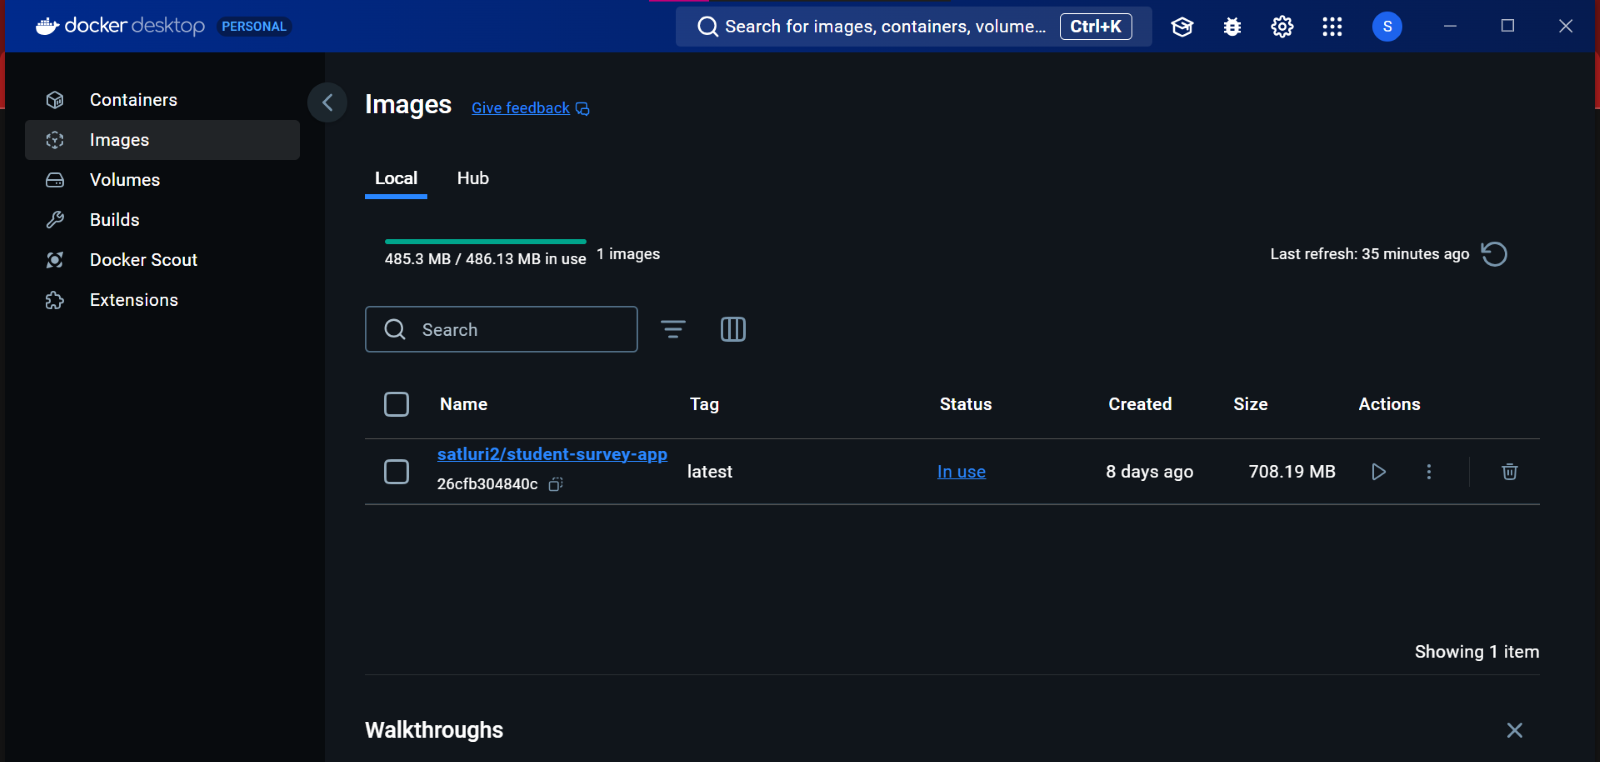 docker desktop PERSONAL
Search for images, containers, volume... Ctrl+K
S
Containers
Images
Volumes
Builds
Docker Scout
Extensions
Images Give feedback
Local Hub
485.3 MB / 486.13 MB in use 1 images
Last refresh: 35 minutes ago
Search
Name Tag Status Created Size Actions
satluri2/student-survey-app
26cfb304840c
latest In use 8 days ago 708.19 MB
Showing 1 item
Walkthroughs